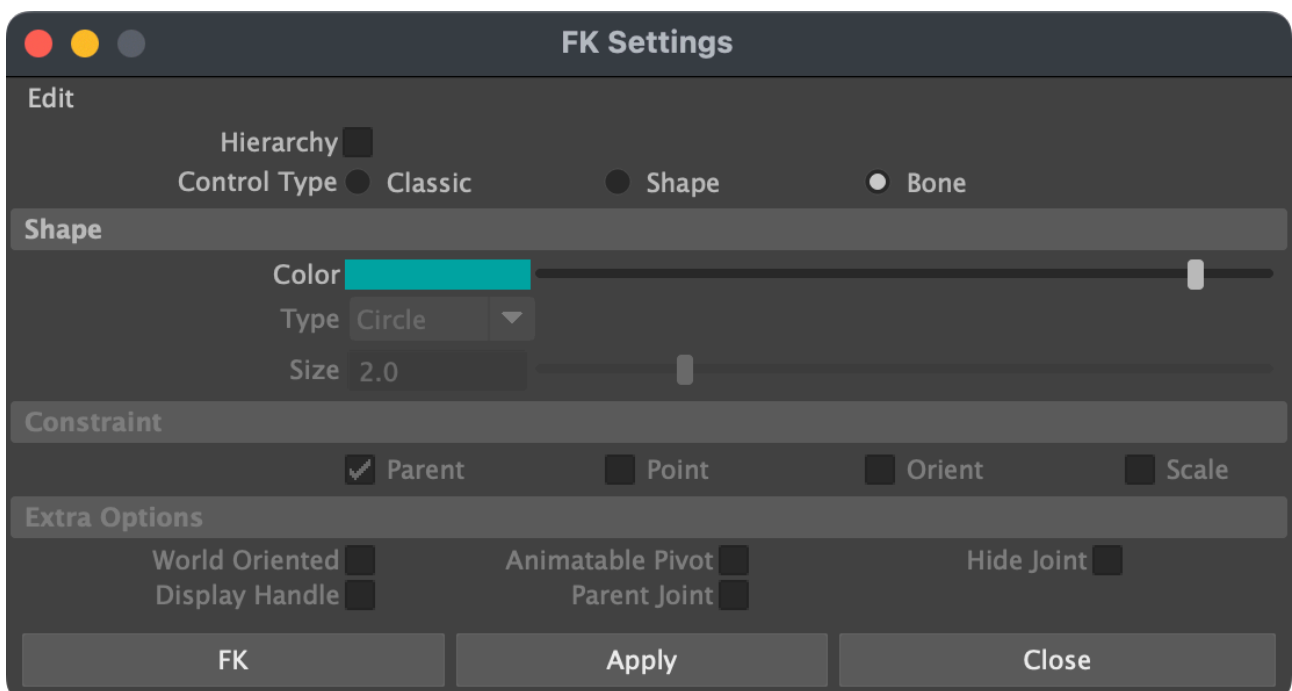 FK Settings
Edit
Hierarchy
Control Type Classic Shape Bone
Shape
Color
Type Circle
Size 2.0
Constraint
Parent Point Orient Scale
Extra Options
World Oriented Animatable Pivot Hide Joint
Display Handle Parent Joint
FK Apply Close